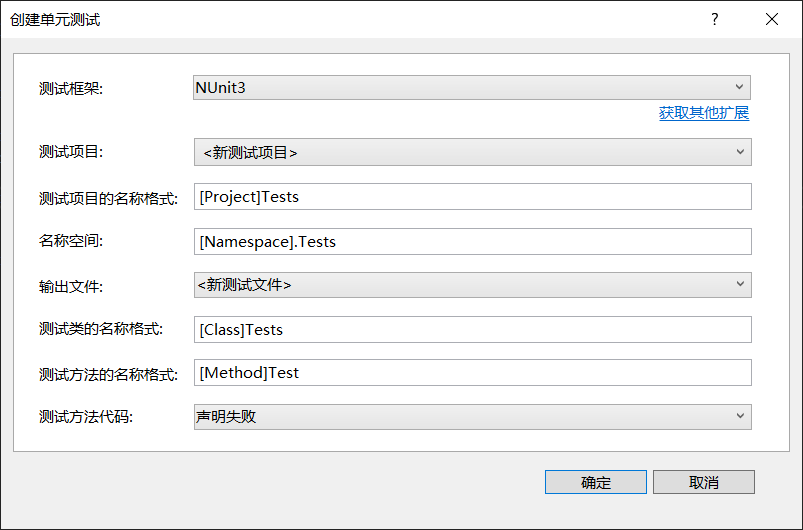 创建单元测试
?
测试框架:
NUnit3
获取其他扩展
测试项目:
<新测试项目>
测试项目的名称格式:
[Project]Tests
名称空间:
[Namespace].Tests
输出文件:
<新测试文件>
测试类的名称格式:
[Class]Tests
测试方法的名称格式:
[Method]Test
测试方法代码:
声明失败
确定
取消